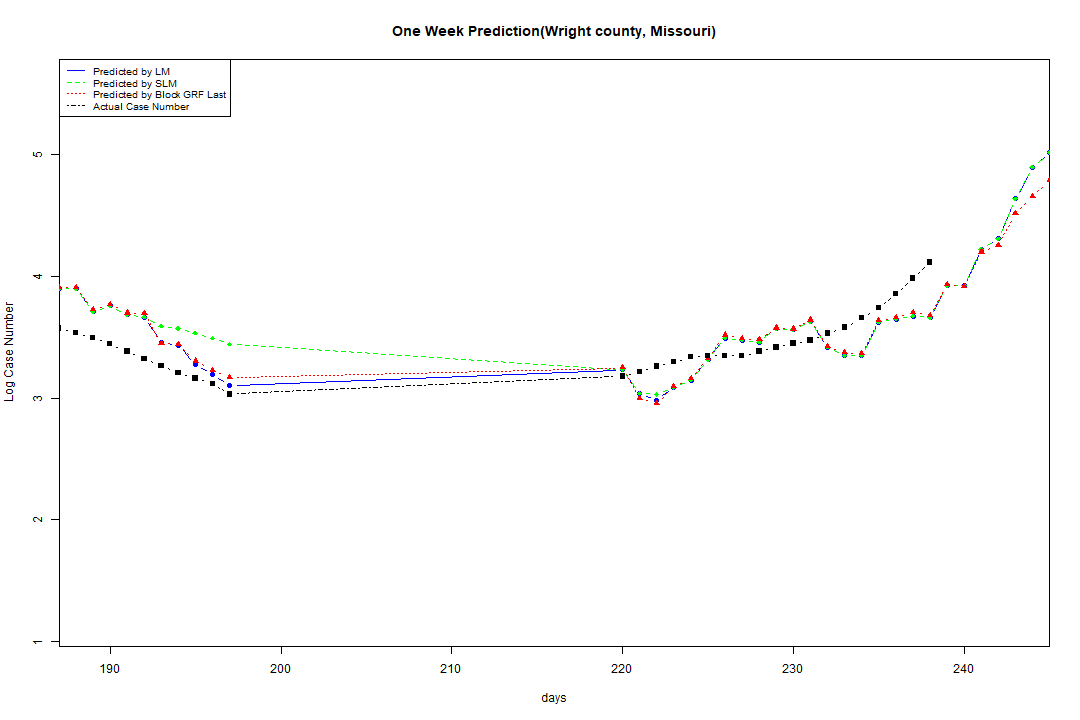 One Week Prediction(Wright county, Missouri)
Predicted by LM
Predicted by SLM
Predicted by Block GRF Last
Actual Case Number
5
4
3
2
1
Log Case Number
190 200 210 220 230 240
days